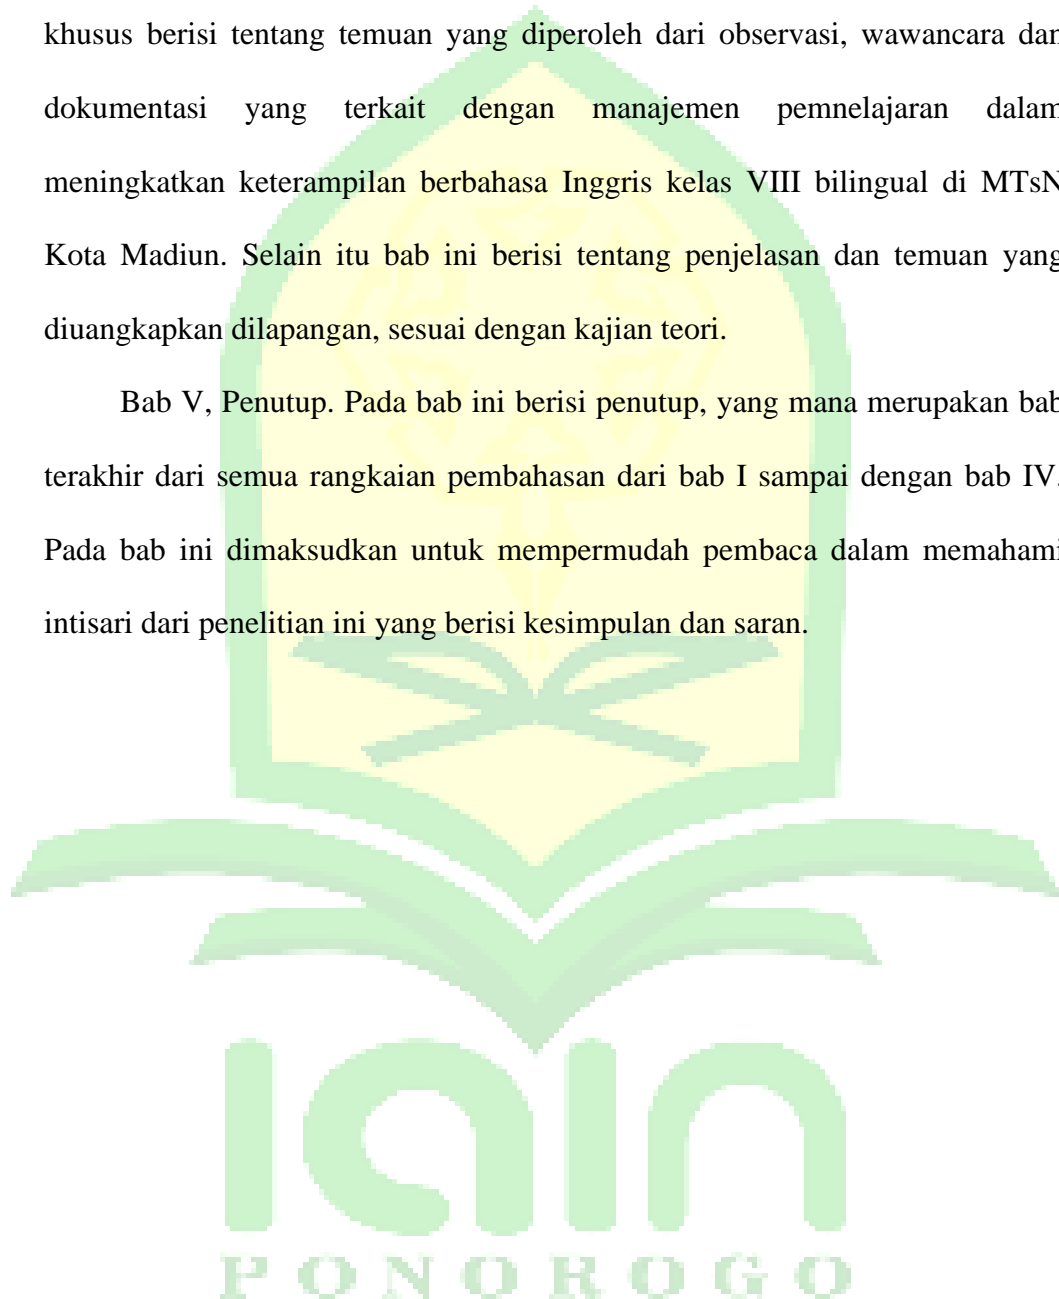 khusus berisi tentang temuan yang diperoleh dari observasi, wawancara dan
dokumentasi yang terkait dengan manajemen pemnelajaran dalam
meningkatkan keterampilan berbahasa Inggris kelas VIII bilingual di MTsN
Kota Madiun. Selain itu bab ini berisi tentang penjelasan dan temuan yang
diuangkapkan dilapangan, sesuai dengan kajian teori.
Bab V, Penutup. Pada bab ini berisi penutup, yang mana merupakan bab
terakhir dari semua rangkaian pembahasan dari bab I sampai dengan bab IV.
Pada bab ini dimaksudkan untuk mempermudah pembaca dalam memahami
intisari dari penelitian ini yang berisi kesimpulan dan saran.
iain
PONOROGO